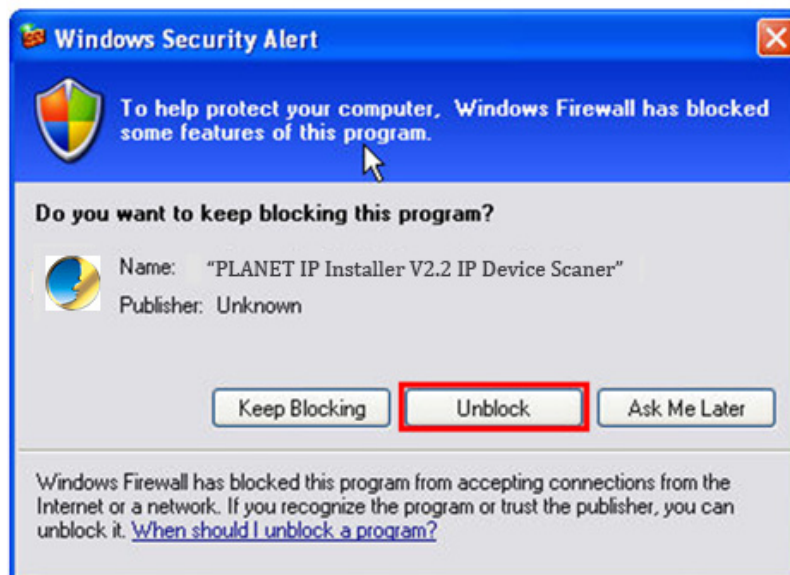 Windows Security Alert
To help protect your computer, Windows Firewall has blocked
some features of this program.
Do you want to keep blocking this program?
Name: “PLANET IP Installer V2.2 IP Device Scaner”
Publisher: Unknown
Keep Blocking Unblock Ask Me Later
Windows Firewall has blocked this program from accepting connections from the
Internet or a network. If you recognize the program or trust the publisher, you can
unblock it. When should I unblock a program?